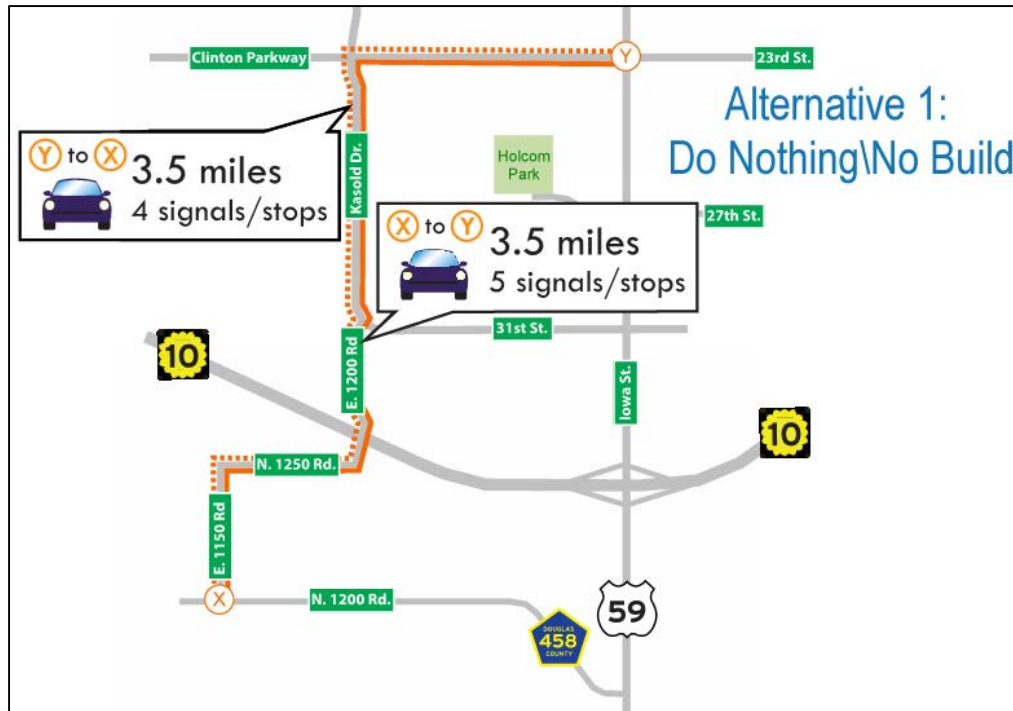 Clinton Parkway
Y
23rd St.
Alternative 1:
Do Nothing\No Build
Y to X 3.5 miles
4 signals/stops
Kasold Dr.
Holcom
Park
27th St.
X to Y 3.5 miles
5 signals/stops
31st St.
10
E. 1200 Rd
Iowa St.
10
N. 1250 Rd.
E. 1150 Rd
X
N. 1200 Rd.
59
DOUGLAS
458
COUNTY